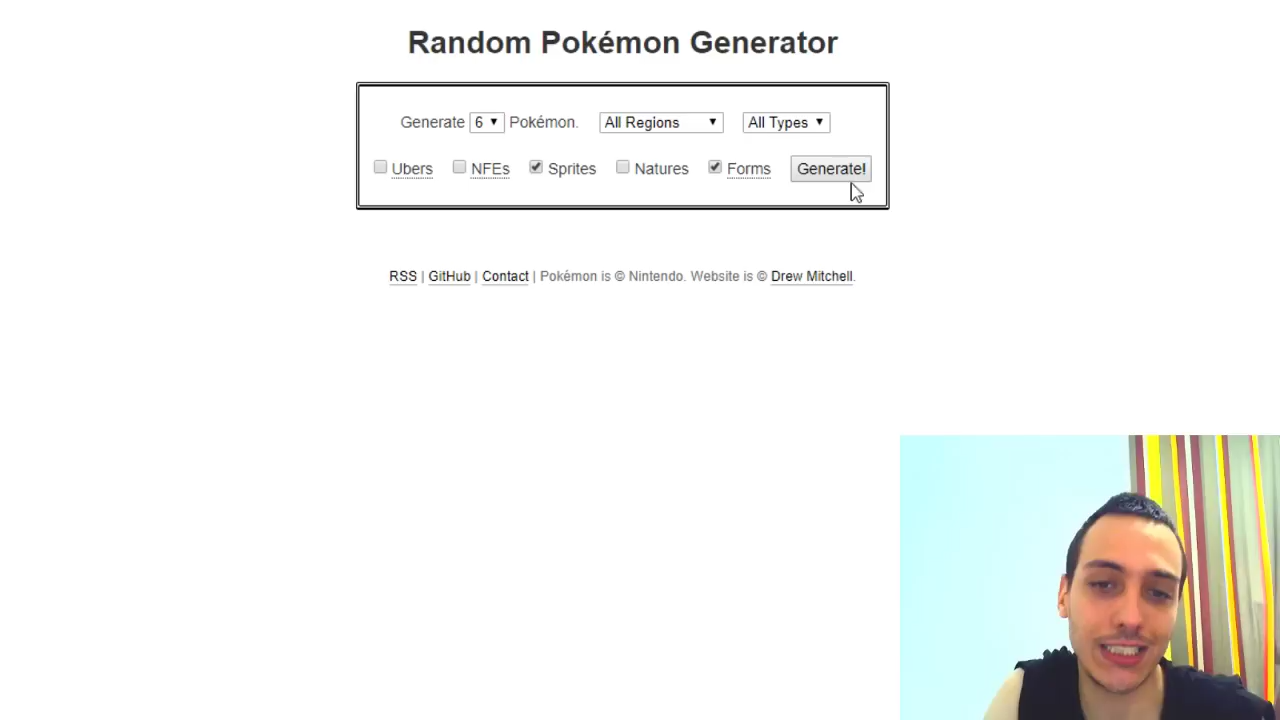 Random Pokémon Generator
Generate 6 Pokémon. All Regions All Types
Ubers NFEs Sprites Natures Forms Generate!
RSS | GitHub | Contact | Pokémon is © Nintendo. Website is © Drew Mitchell.